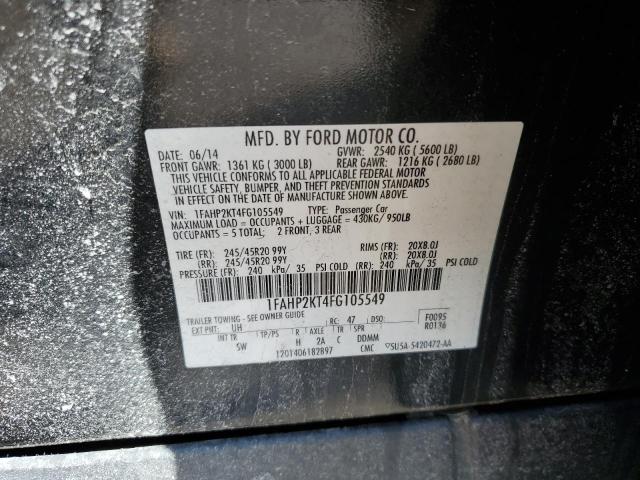 MFD. BY FORD MOTOR CO.
DATE: 06/14 GVWR: 2540 KG ( 5600 LB)
FRONT GAWR: 1361 KG ( 3000 LB) REAR GAWR: 1216 KG ( 2680 LB)
THIS VEHICLE CONFORMS TO ALL APPLICABLE FEDERAL MOTOR
VEHICLE SAFETY, BUMPER, AND THEFT PREVENTION STANDARDS IN
EFFECT ON THE DATE OF MANUFACTURE SHOWN ABOVE.
VIN: 1FAHP2KT4FG105549 TYPE: Passenger Car
MAXIMUM LOAD = OCCUPANTS + LUGGAGE = 430KG/ 950LB
OCCUPANTS = 5 TOTAL: 2 FRONT, 3 REAR
TIRE (FR): 245/45R20 99Y RIMS (FR): 20X8.0J
(RR): 245/45R20 99Y (RR): 20X8.0J
PRESSURE (FR): 240 kPa/ 35 PSI COLD (RR): 240 kPa/ 35 PSI COLD
1FAHP2KT4FG105549
TRAILER TOWING - SEE OWNER GUIDE F0095
EXT PNT: UH RC: 47 DSO: R0136
INT TR TP/PS R AXLE TR SPR
SW H 2A C DDMM
1201406182897 CMC